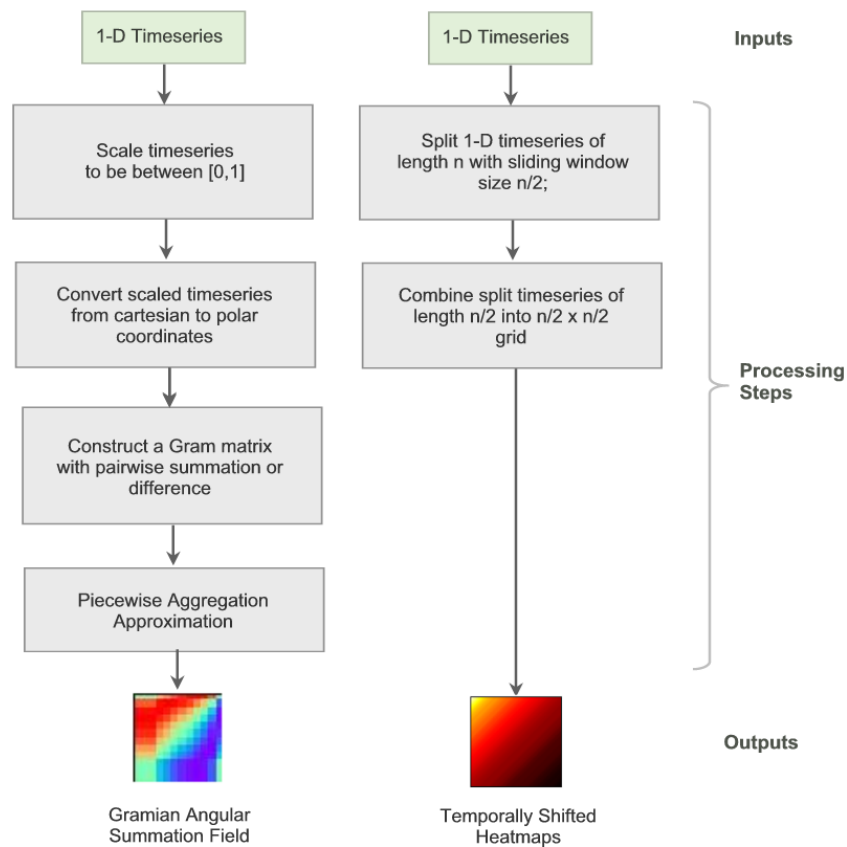 1-D Timeseries
1-D Timeseries
Inputs
Scale timeseries
to be between [0,1]
Split 1-D timeseries of
length n with sliding window
size n/2;
Convert scaled timeseries
from cartesian to polar
coordinates
Combine split timeseries of
length n/2 into n/2 x n/2
grid
Processing
Steps
Construct a Gram matrix
with pairwise summation or
difference
Piecewise Aggregation
Approximation
Outputs
Gramian Angular
Summation Field
Temporally Shifted
Heatmaps